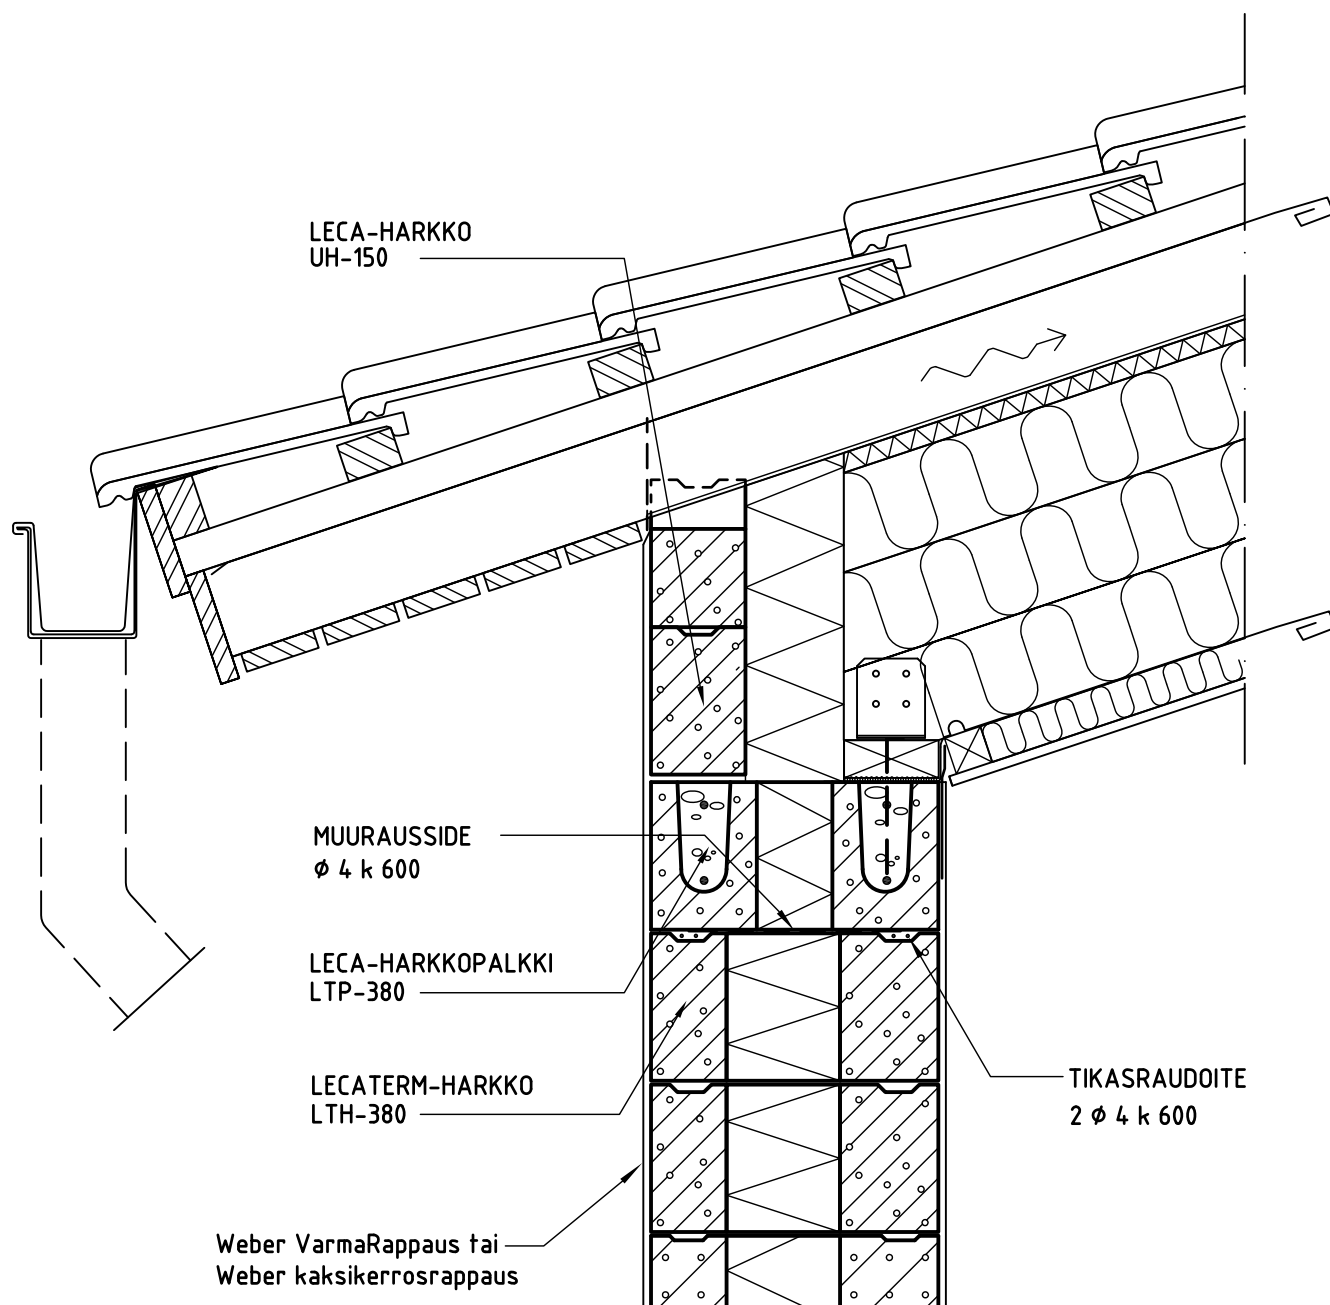 LECA-HARKKO
UH-150
MUURAUSSIDE
Ø 4 k 600
LECA-HARKKOPALKKI
LTP-380
LECATERM-HARKKO
LTH-380
TIKASRAUDOITE
2 Ø 4 k 600
Weber VarmaRappaus tai
Weber kaksikerrosrappaus